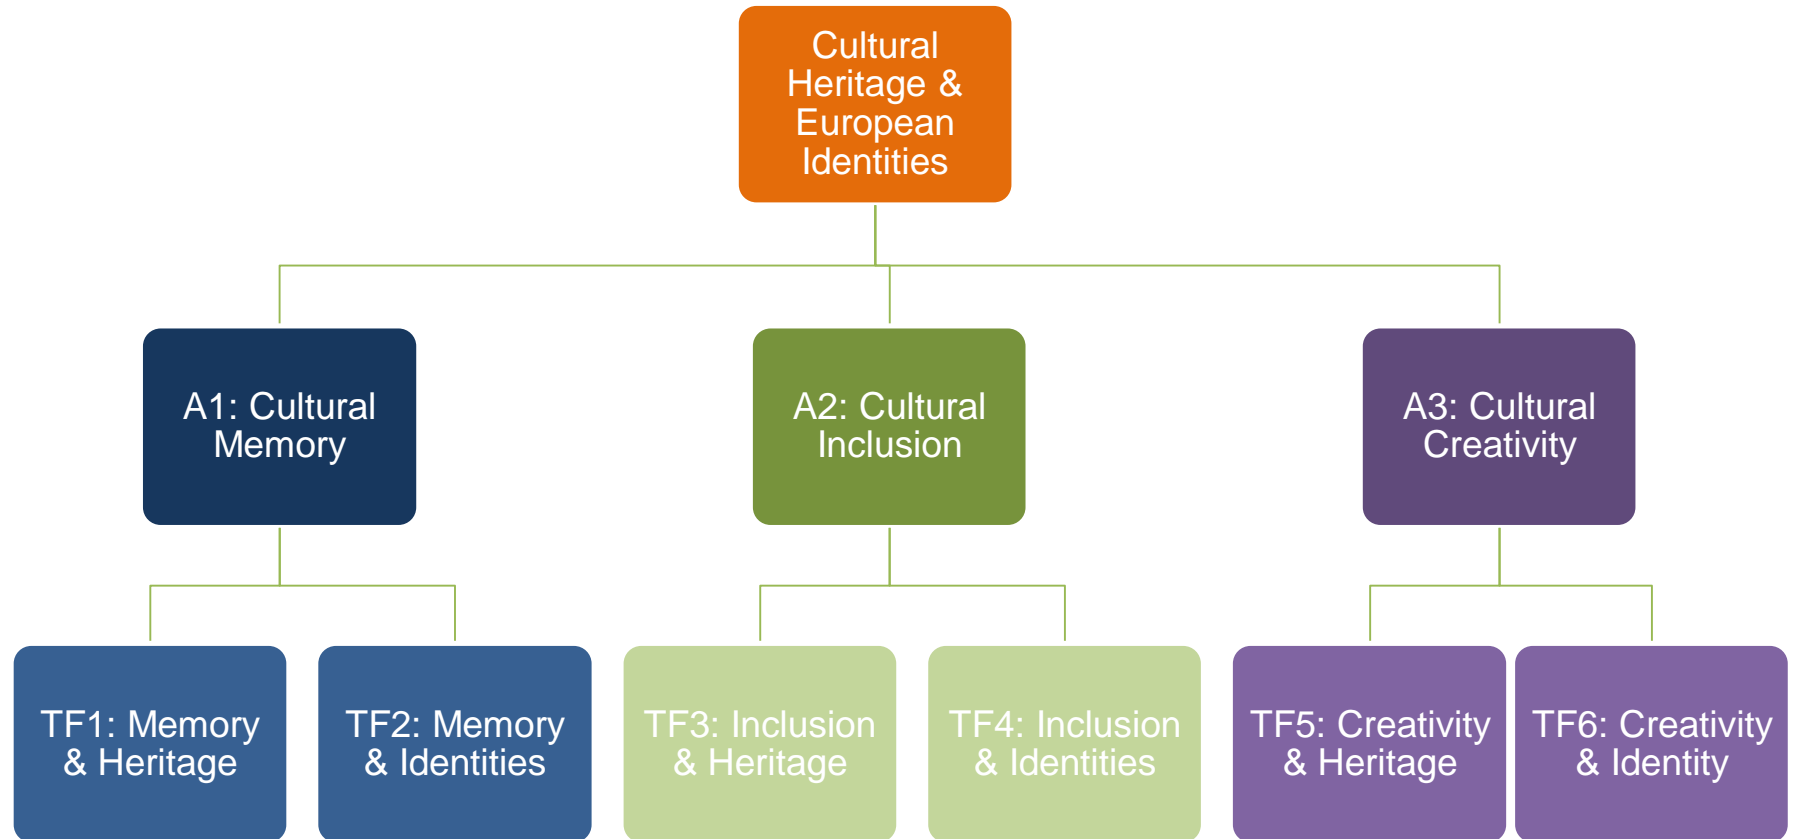 Cultural
Heritage &
European
Identities
A1: Cultural
Memory
A2: Cultural
Inclusion
A3: Cultural
Creativity
TF1: Memory
& Heritage
TF2: Memory
& Identities
TF3: Inclusion
& Heritage
TF4: Inclusion
& Identities
TF5: Creativity
& Heritage
TF6: Creativity
& Identity